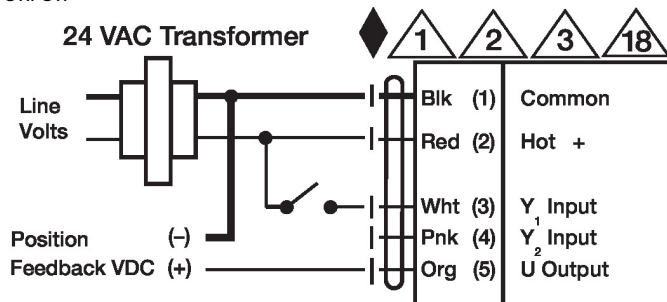 24 VAC Transformer
1 2 3 18
Line
Volts
Blk (1) Common
Red (2) Hot +
Wht (3) Y1 Input
Position (-) Pnk (4) Y2 Input
Feedback VDC (+) Org (5) U Output